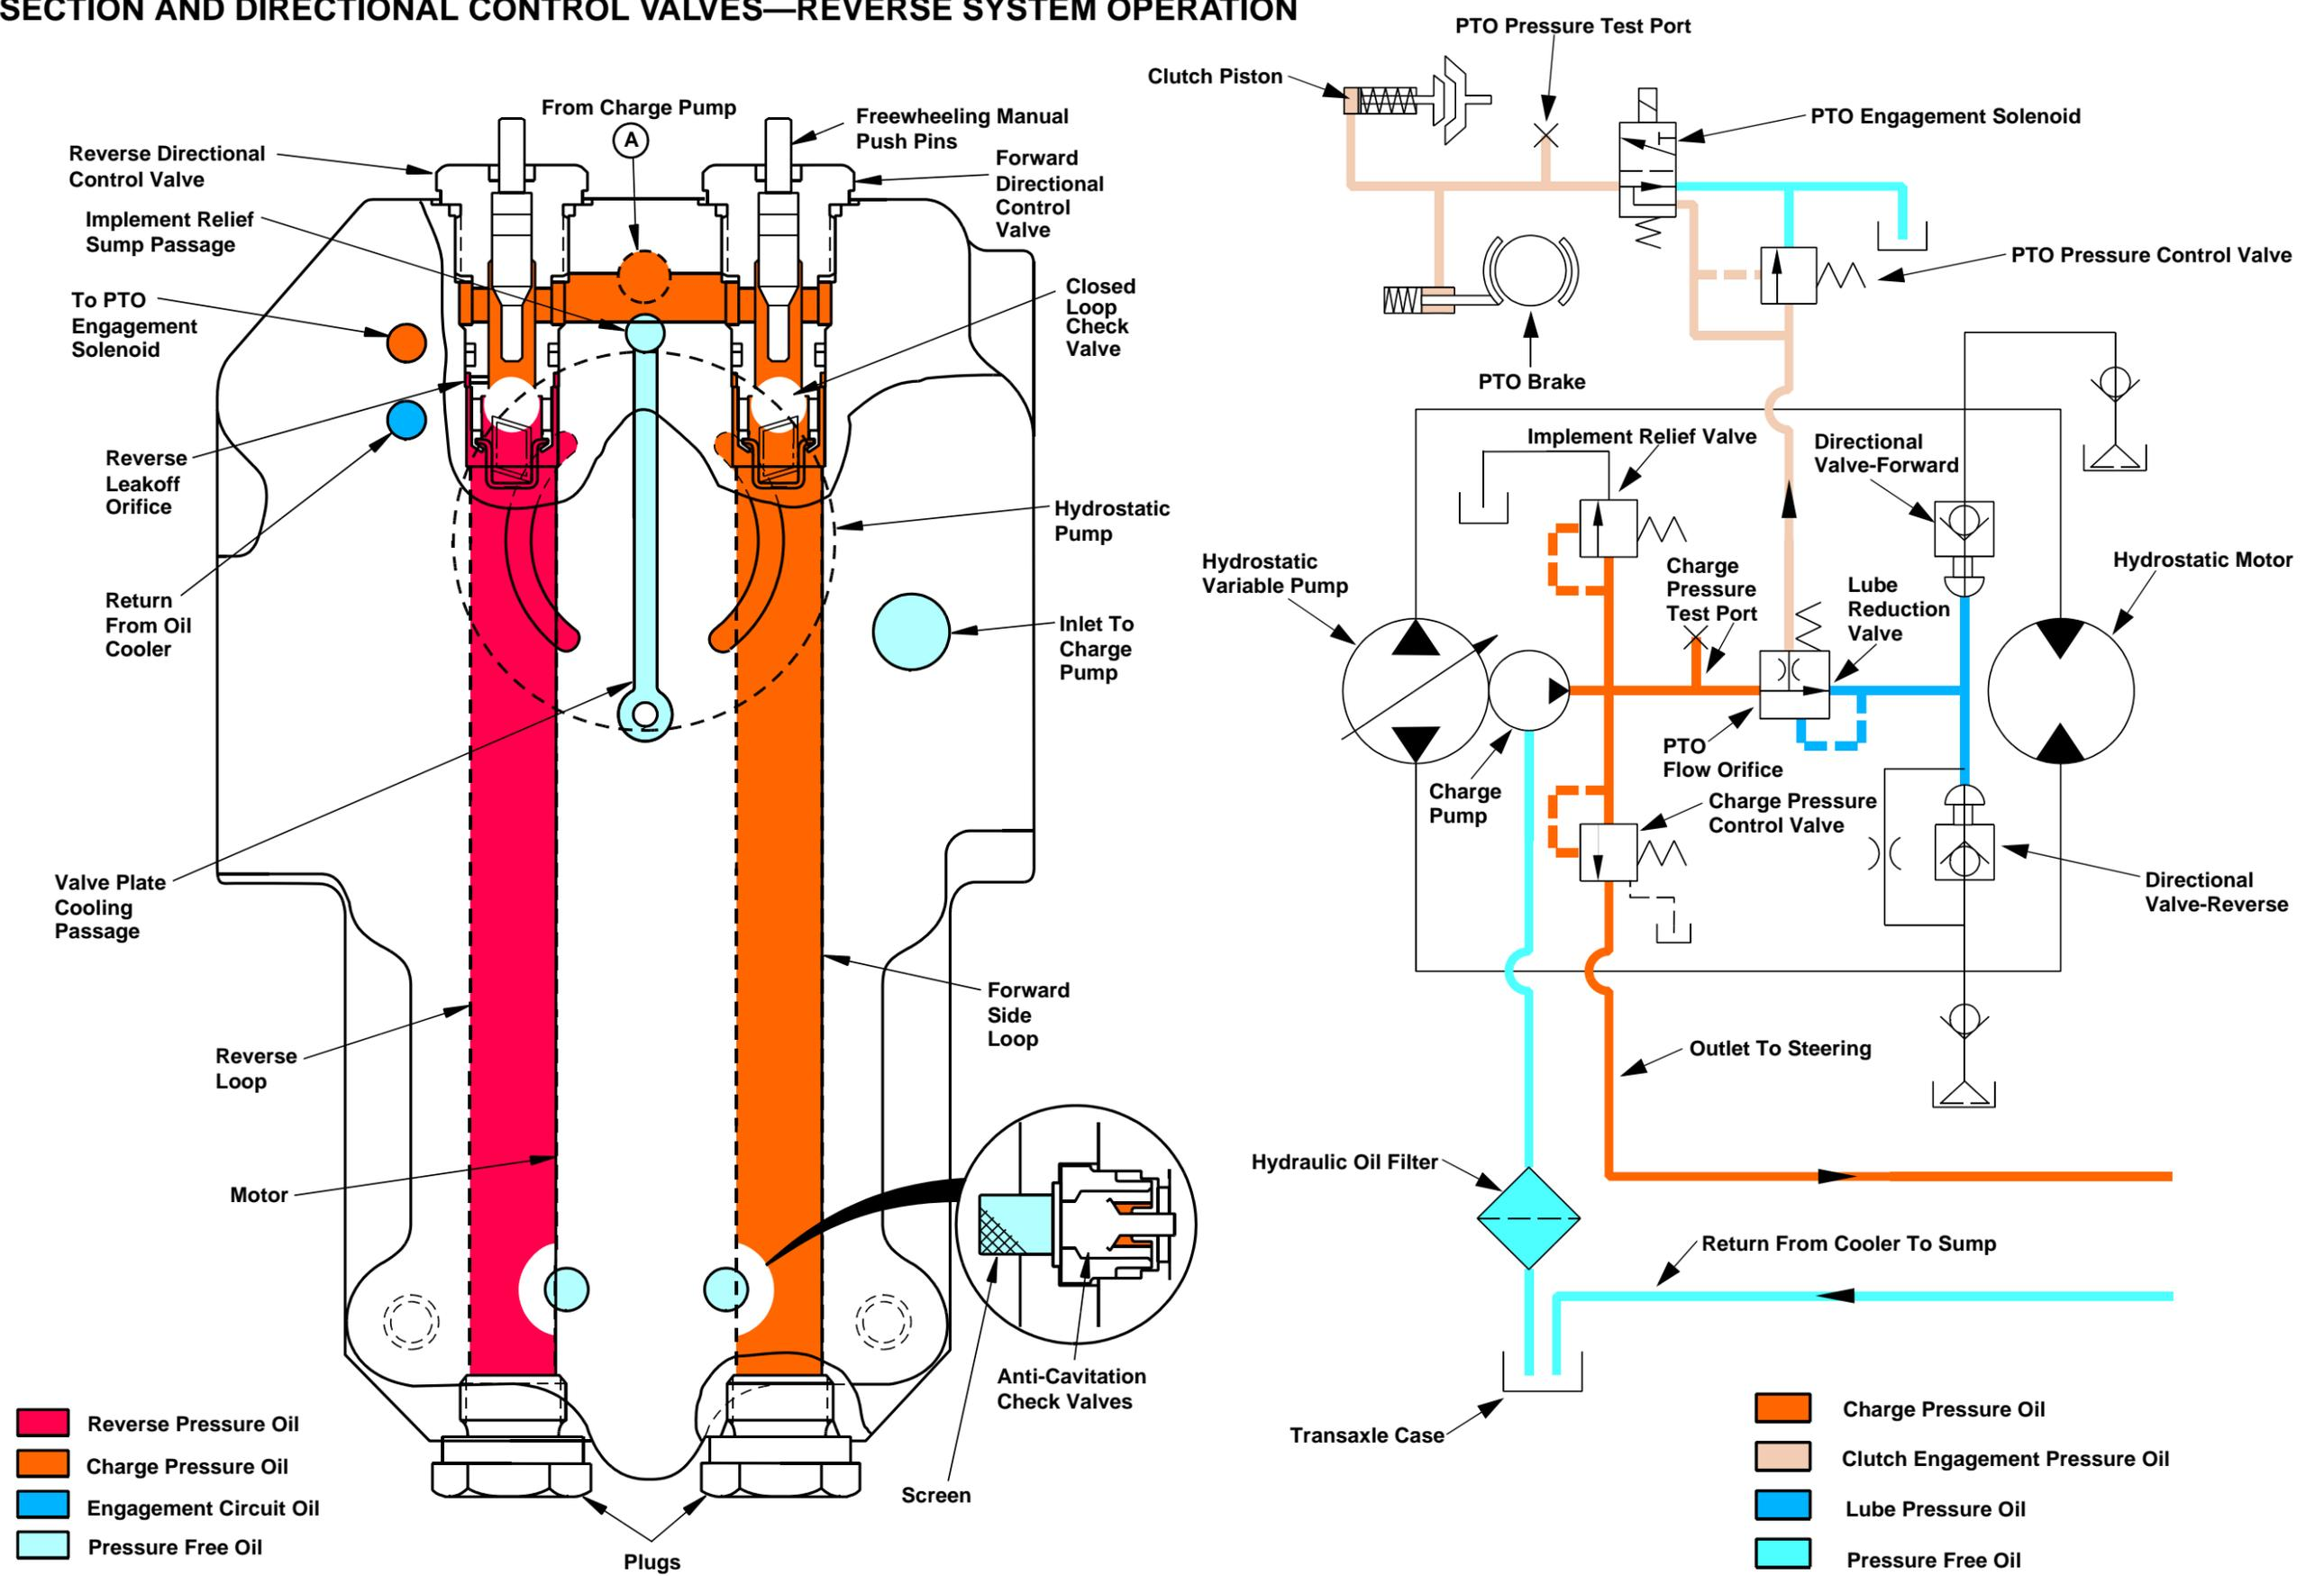 SECTION AND DIRECTIONAL CONTROL VALVES—REVERSE SYSTEM OPERATION
From Charge Pump
A
Freewheeling Manual
Push Pins
Reverse Directional
Control Valve
Forward
Directional
Control
Valve
Implement Relief
Sump Passage
To PTO
Engagement
Solenoid
Closed
Loop
Check
Valve
Reverse
Leakoff
Orifice
Hydrostatic
Pump
Return
From Oil
Cooler
Inlet To
Charge
Pump
Valve Plate
Cooling
Passage
Forward
Side
Loop
Reverse
Loop
Motor
Anti-Cavitation
Check Valves
Screen
Plugs
Reverse Pressure Oil
Charge Pressure Oil
Engagement Circuit Oil
Pressure Free Oil
PTO Pressure Test Port
Clutch Piston
PTO Engagement Solenoid
PTO Pressure Control Valve
PTO Brake
Implement Relief Valve
Directional
Valve-Forward
Hydrostatic
Variable Pump
Charge
Pressure
Test Port
Lube
Reduction
Valve
Hydrostatic Motor
PTO
Flow Orifice
Charge
Pump
Charge Pressure
Control Valve
Directional
Valve-Reverse
Outlet To Steering
Hydraulic Oil Filter
Return From Cooler To Sump
Transaxle Case
Charge Pressure Oil
Clutch Engagement Pressure Oil
Lube Pressure Oil
Pressure Free Oil